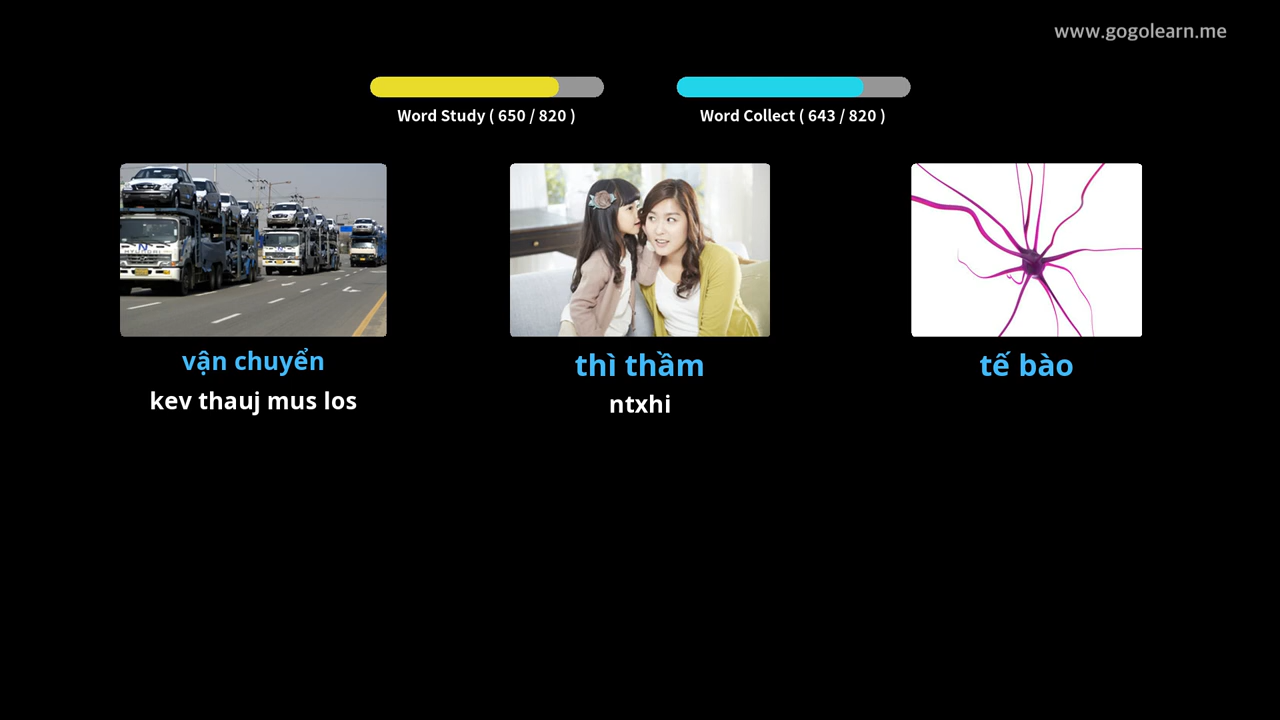 www.gogolearn.me
Word Study ( 650 / 820 )
Word Collect ( 643 / 820 )
vận chuyển
kev thauj mus los
thì thầm
ntxhi
tế bào